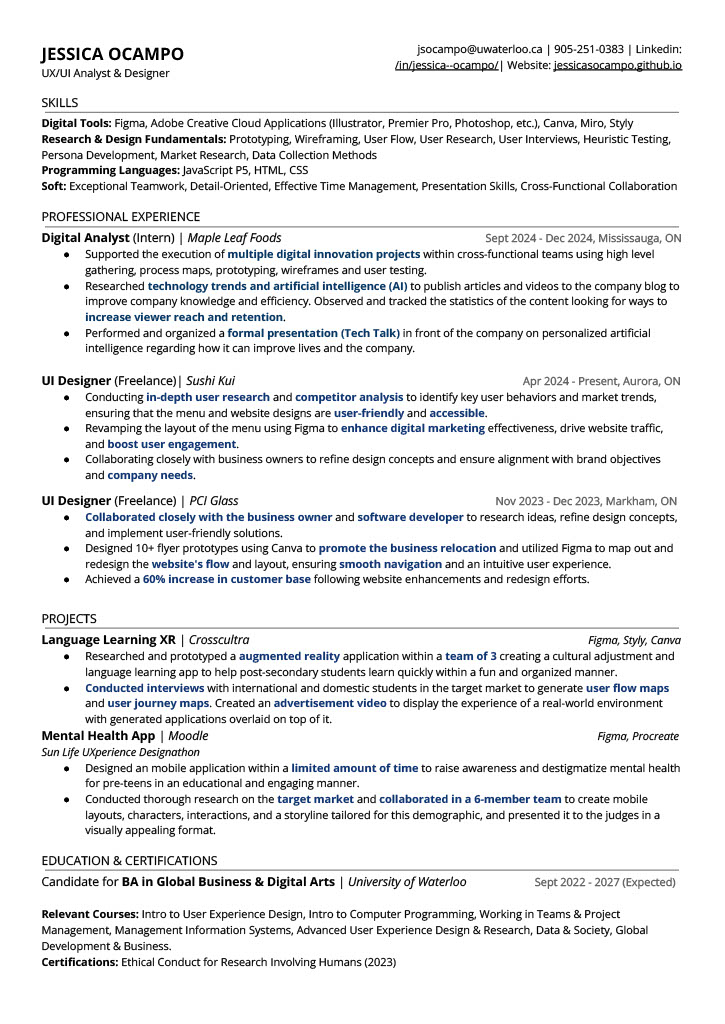 JESSICA OCAMPO
UX/UI Analyst & Designer
jsocampo@uwaterloo.ca | 905-251-0383 | Linkedin:
/in/jessica--ocampo/| Website: jessicasocampo.github.io
SKILLS
Digital Tools: Figma, Adobe Creative Cloud Applications (Illustrator, Premier Pro, Photoshop, etc.), Canva, Miro, Styly
Research & Design Fundamentals: Prototyping, Wireframing, User Flow, User Research, User Interviews, Heuristic Testing,
Persona Development, Market Research, Data Collection Methods
Programming Languages: JavaScript P5, HTML, CSS
Soft: Exceptional Teamwork, Detail-Oriented, Effective Time Management, Presentation Skills, Cross-Functional Collaboration
PROFESSIONAL EXPERIENCE
Digital Analyst (Intern) | Maple Leaf Foods Sept 2024 - Dec 2024, Mississauga, ON
● Supported the execution of multiple digital innovation projects within cross-functional teams using high level
gathering, process maps, prototyping, wireframes and user testing.
● Researched technology trends and artificial intelligence (AI) to publish articles and videos to the company blog to
improve company knowledge and efficiency. Observed and tracked the statistics of the content looking for ways to
increase viewer reach and retention.
● Performed and organized a formal presentation (Tech Talk) in front of the company on personalized artificial
intelligence regarding how it can improve lives and the company.
UI Designer (Freelance)| Sushi Kui Apr 2024 - Present, Aurora, ON
● Conducting in-depth user research and competitor analysis to identify key user behaviors and market trends,
ensuring that the menu and website designs are user-friendly and accessible.
● Revamping the layout of the menu using Figma to enhance digital marketing effectiveness, drive website traffic,
and boost user engagement.
● Collaborating closely with business owners to refine design concepts and ensure alignment with brand objectives
and company needs.
UI Designer (Freelance) | PCI Glass Nov 2023 - Dec 2023, Markham, ON
● Collaborated closely with the business owner and software developer to research ideas, refine design concepts,
and implement user-friendly solutions.
● Designed 10+ flyer prototypes using Canva to promote the business relocation and utilized Figma to map out and
redesign the website's flow and layout, ensuring smooth navigation and an intuitive user experience.
● Achieved a 60% increase in customer base following website enhancements and redesign efforts.
PROJECTS
Language Learning XR | Crosscultra Figma, Styly, Canva
● Researched and prototyped a augmented reality application within a team of 3 creating a cultural adjustment and
language learning app to help post-secondary students learn quickly within a fun and organized manner.
● Conducted interviews with international and domestic students in the target market to generate user flow maps
and user journey maps. Created an advertisement video to display the experience of a real-world environment
with generated applications overlaid on top of it.
Mental Health App | Moodle Figma, Procreate
Sun Life UXperience Designathon
● Designed an mobile application within a limited amount of time to raise awareness and destigmatize mental health
for pre-teens in an educational and engaging manner.
● Conducted thorough research on the target market and collaborated in a 6-member team to create mobile
layouts, characters, interactions, and a storyline tailored for this demographic, and presented it to the judges in a
visually appealing format.
EDUCATION & CERTIFICATIONS
Candidate for BA in Global Business & Digital Arts | University of Waterloo Sept 2022 - 2027 (Expected)
Relevant Courses: Intro to User Experience Design, Intro to Computer Programming, Working in Teams & Project
Management, Management Information Systems, Advanced User Experience Design & Research, Data & Society, Global
Development & Business.
Certifications: Ethical Conduct for Research Involving Humans (2023)